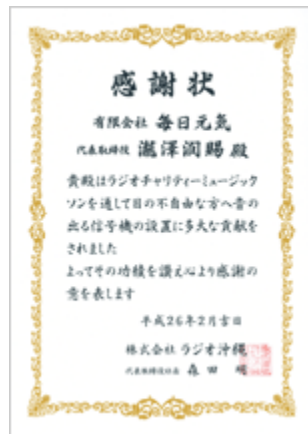 感謝状
有限会社 毎日元気
代表取締役 瀧澤潤賜 殿
貴殿はラジオチャリティーミュージック
ソンを通して目の不自由な方へ音の
出る信号機の設置に多大な貢献を
されました
よってその功績を讃え心より感謝の
意を表します
平成26年2月吉日
株式会社 ラジオ沖縄
代表取締役社長 森田 明